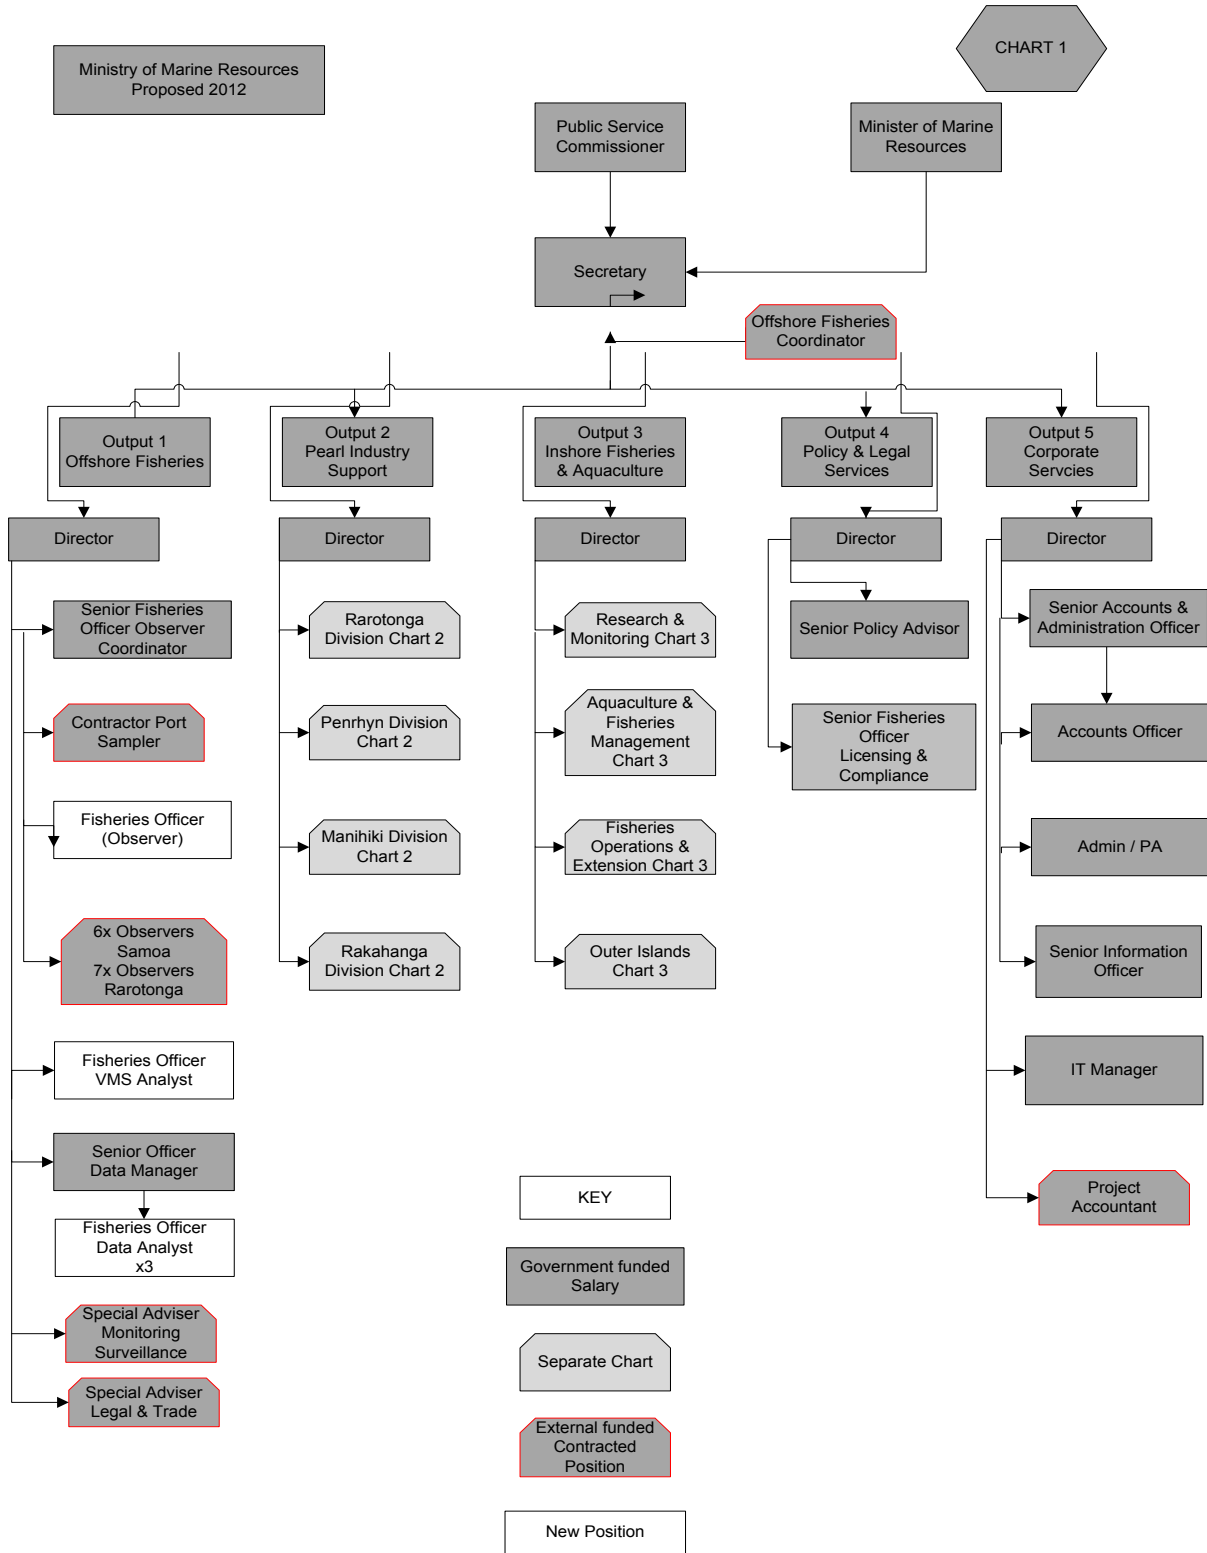 Ministry of Marine Resources
Proposed 2012
CHART 1
Public Service
Commissioner
Minister of Marine
Resources
Secretary
Offshore Fisheries
Coordinator
Output 1
Offshore Fisheries
Output 2
Pearl Industry
Support
Output 3
Inshore Fisheries
& Aquaculture
Output 4
Policy & Legal
Services
Output 5
Corporate
Servcies
Director
Director
Director
Director
Director
Senior Fisheries
Officer Observer
Coordinator
Contractor Port
Sampler
Fisheries Officer
(Observer)
6x Observers
Samoa
7x Observers
Rarotonga
Fisheries Officer
VMS Analyst
Senior Officer
Data Manager
Fisheries Officer
Data Analyst
x3
Special Adviser
Monitoring
Surveillance
Special Adviser
Legal & Trade
Rarotonga
Division Chart 2
Penrhyn Division
Chart 2
Manihiki Division
Chart 2
Rakahanga
Division Chart 2
Research &
Monitoring Chart 3
Aquaculture &
Fisheries
Management
Chart 3
Fisheries
Operations &
Extension Chart 3
Outer Islands
Chart 3
Senior Policy Advisor
Senior Fisheries
Officer
Licensing &
Compliance
Senior Accounts &
Administration Officer
Accounts Officer
Admin / PA
Senior Information
Officer
IT Manager
Project
Accountant
KEY
Government funded
Salary
Separate Chart
External funded
Contracted
Position
New Position